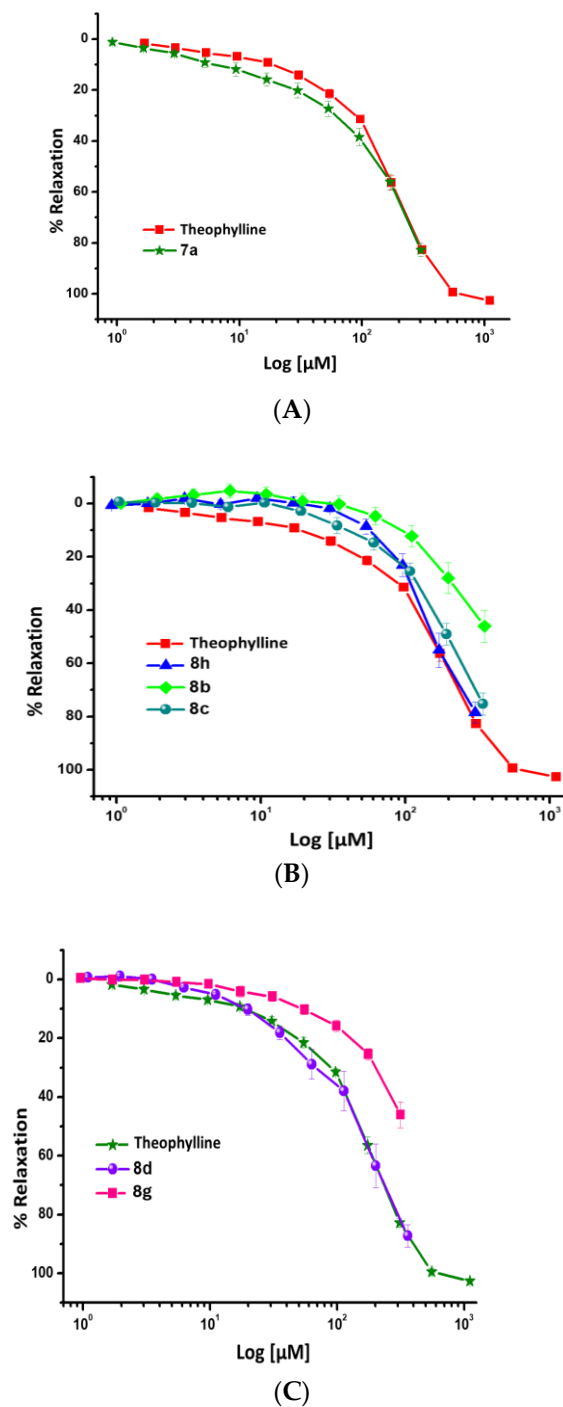 0
20
40
60
80
100
% Relaxation
Theophylline
7a
10⁰ 10¹ 10² 10³
Log [µM]
(A)
0
20
40
60
80
100
% Relaxation
Theophylline
8h
8b
8c
10⁰ 10¹ 10² 10³
Log [µM]
(B)
0
20
40
60
80
100
% Relaxation
Theophylline
8d
8g
10⁰ 10¹ 10² 10³
Log [µM]
(C)